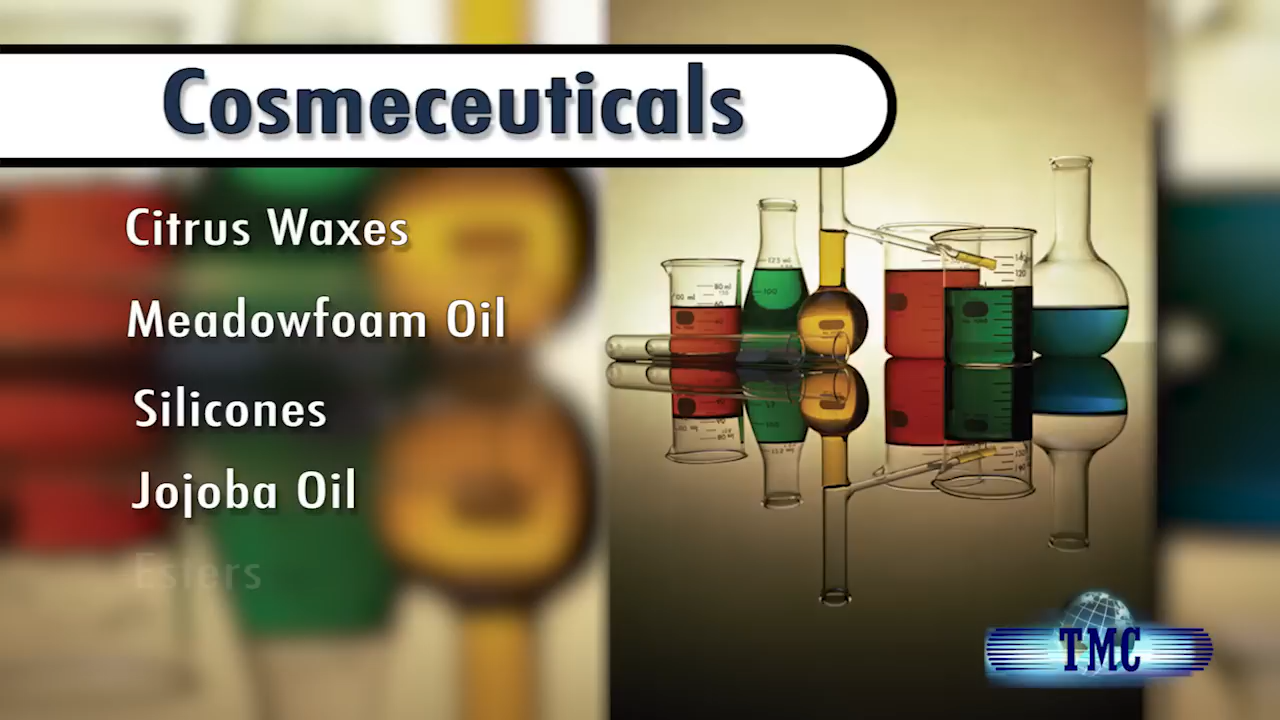 Cosmeceuticals
Citrus Waxes
Meadowfoam Oil
Silicones
Jojoba Oil
Esters
TMC